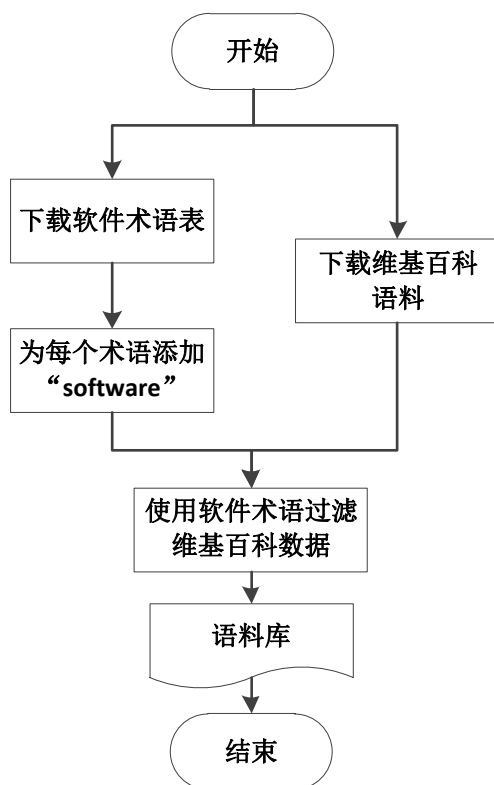 开始
下载软件术语表
下载维基百科
语料
为每个术语添加
“software”
使用软件术语过滤
维基百科数据
语料库
结束